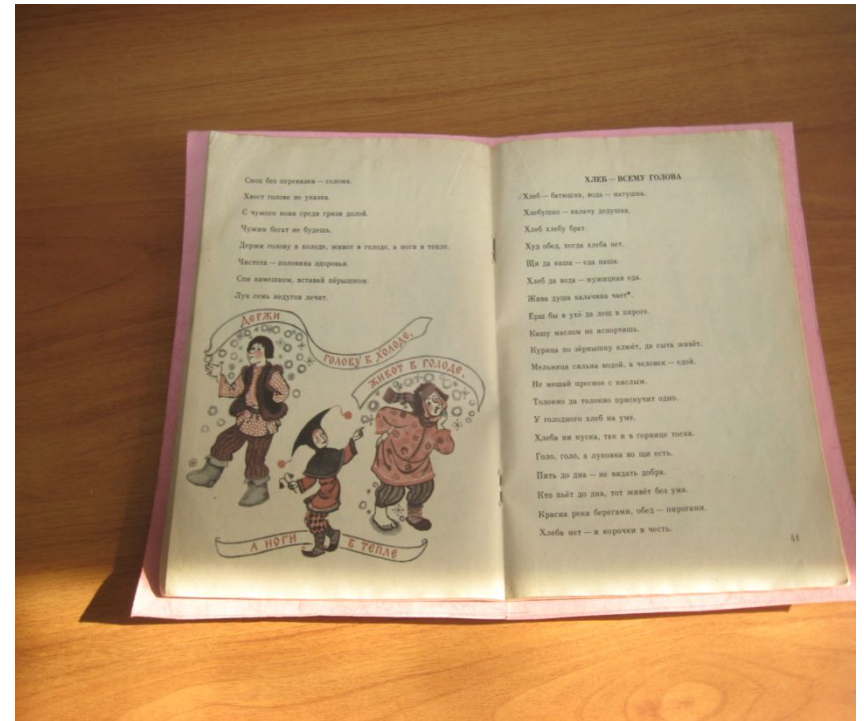 Сноп без перевязки — солома.
Хвост голове не указка.
С чужого коня среди грязи долой.
Чужим богат не будешь.
Держи голову в холоде, живот в голоде, а ноги в тепле.
Чистота — половина здоровья.
Спи камешком, вставай пёрышком.
Лук семь недугов лечит.
ДЕРЖИ
ГОЛОВУ В ХОЛОДЕ,
ЖИВОТ В ГОЛОДЕ,
А НОГИ В ТЕПЛЕ
ХЛЕБ — ВСЕМУ ГОЛОВА
Хлеб — батюшка, вода — матушка.
Хлебушко — калачу дедушка.
Хлеб хлебу брат.
Худ обед, когда хлеба нет.
Щи да каша — еда наша.
Хлеб да вода — мужицкая еда.
Жива душа калачика чает*.
Ёрш бы в ухе да лещ в пироге.
Кашу маслом не испортишь.
Курица по зёрнышку клюёт, да сыта живёт.
Мельница сильна водой, а человек — едой.
Не мешай пресное с кислым.
Толокно да толокно прискучит одно.
У голодного хлеб на уме.
Хлеба ни куска, так и в горнице тоска.
Голо, голо, а луковка во щи есть.
Пить до дна — не видать добра.
Кто пьёт до дна, тот живёт без ума.
Красна река берегами, обед — пирогами.
Хлеба нет — и корочки в честь.
41